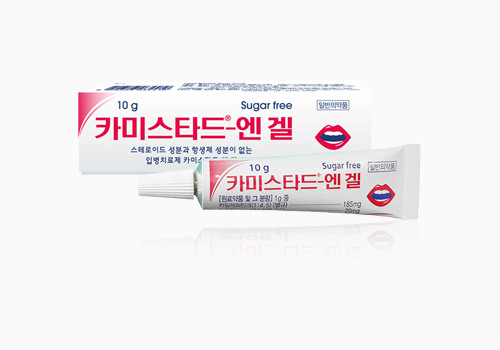 10 g Sugar free 일반의약품
카미스타드®-엔 겔
스테로이드 성분과 항생제 성분이 없는
입병치료제
10 g Sugar free 일반의약품
카미스타드®-엔 겔
[원료약품 및 그 분량] 1g 중
185mg
20mg